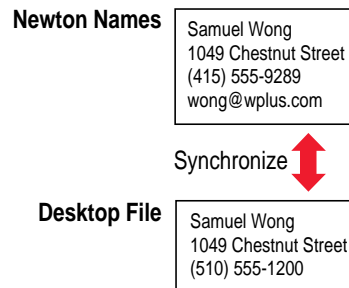 Newton Names
Samuel Wong
1049 Chestnut Street
(415) 555-9289
wong@wplus.com
Synchronize
Desktop File
Samuel Wong
1049 Chestnut Street
(510) 555-1200